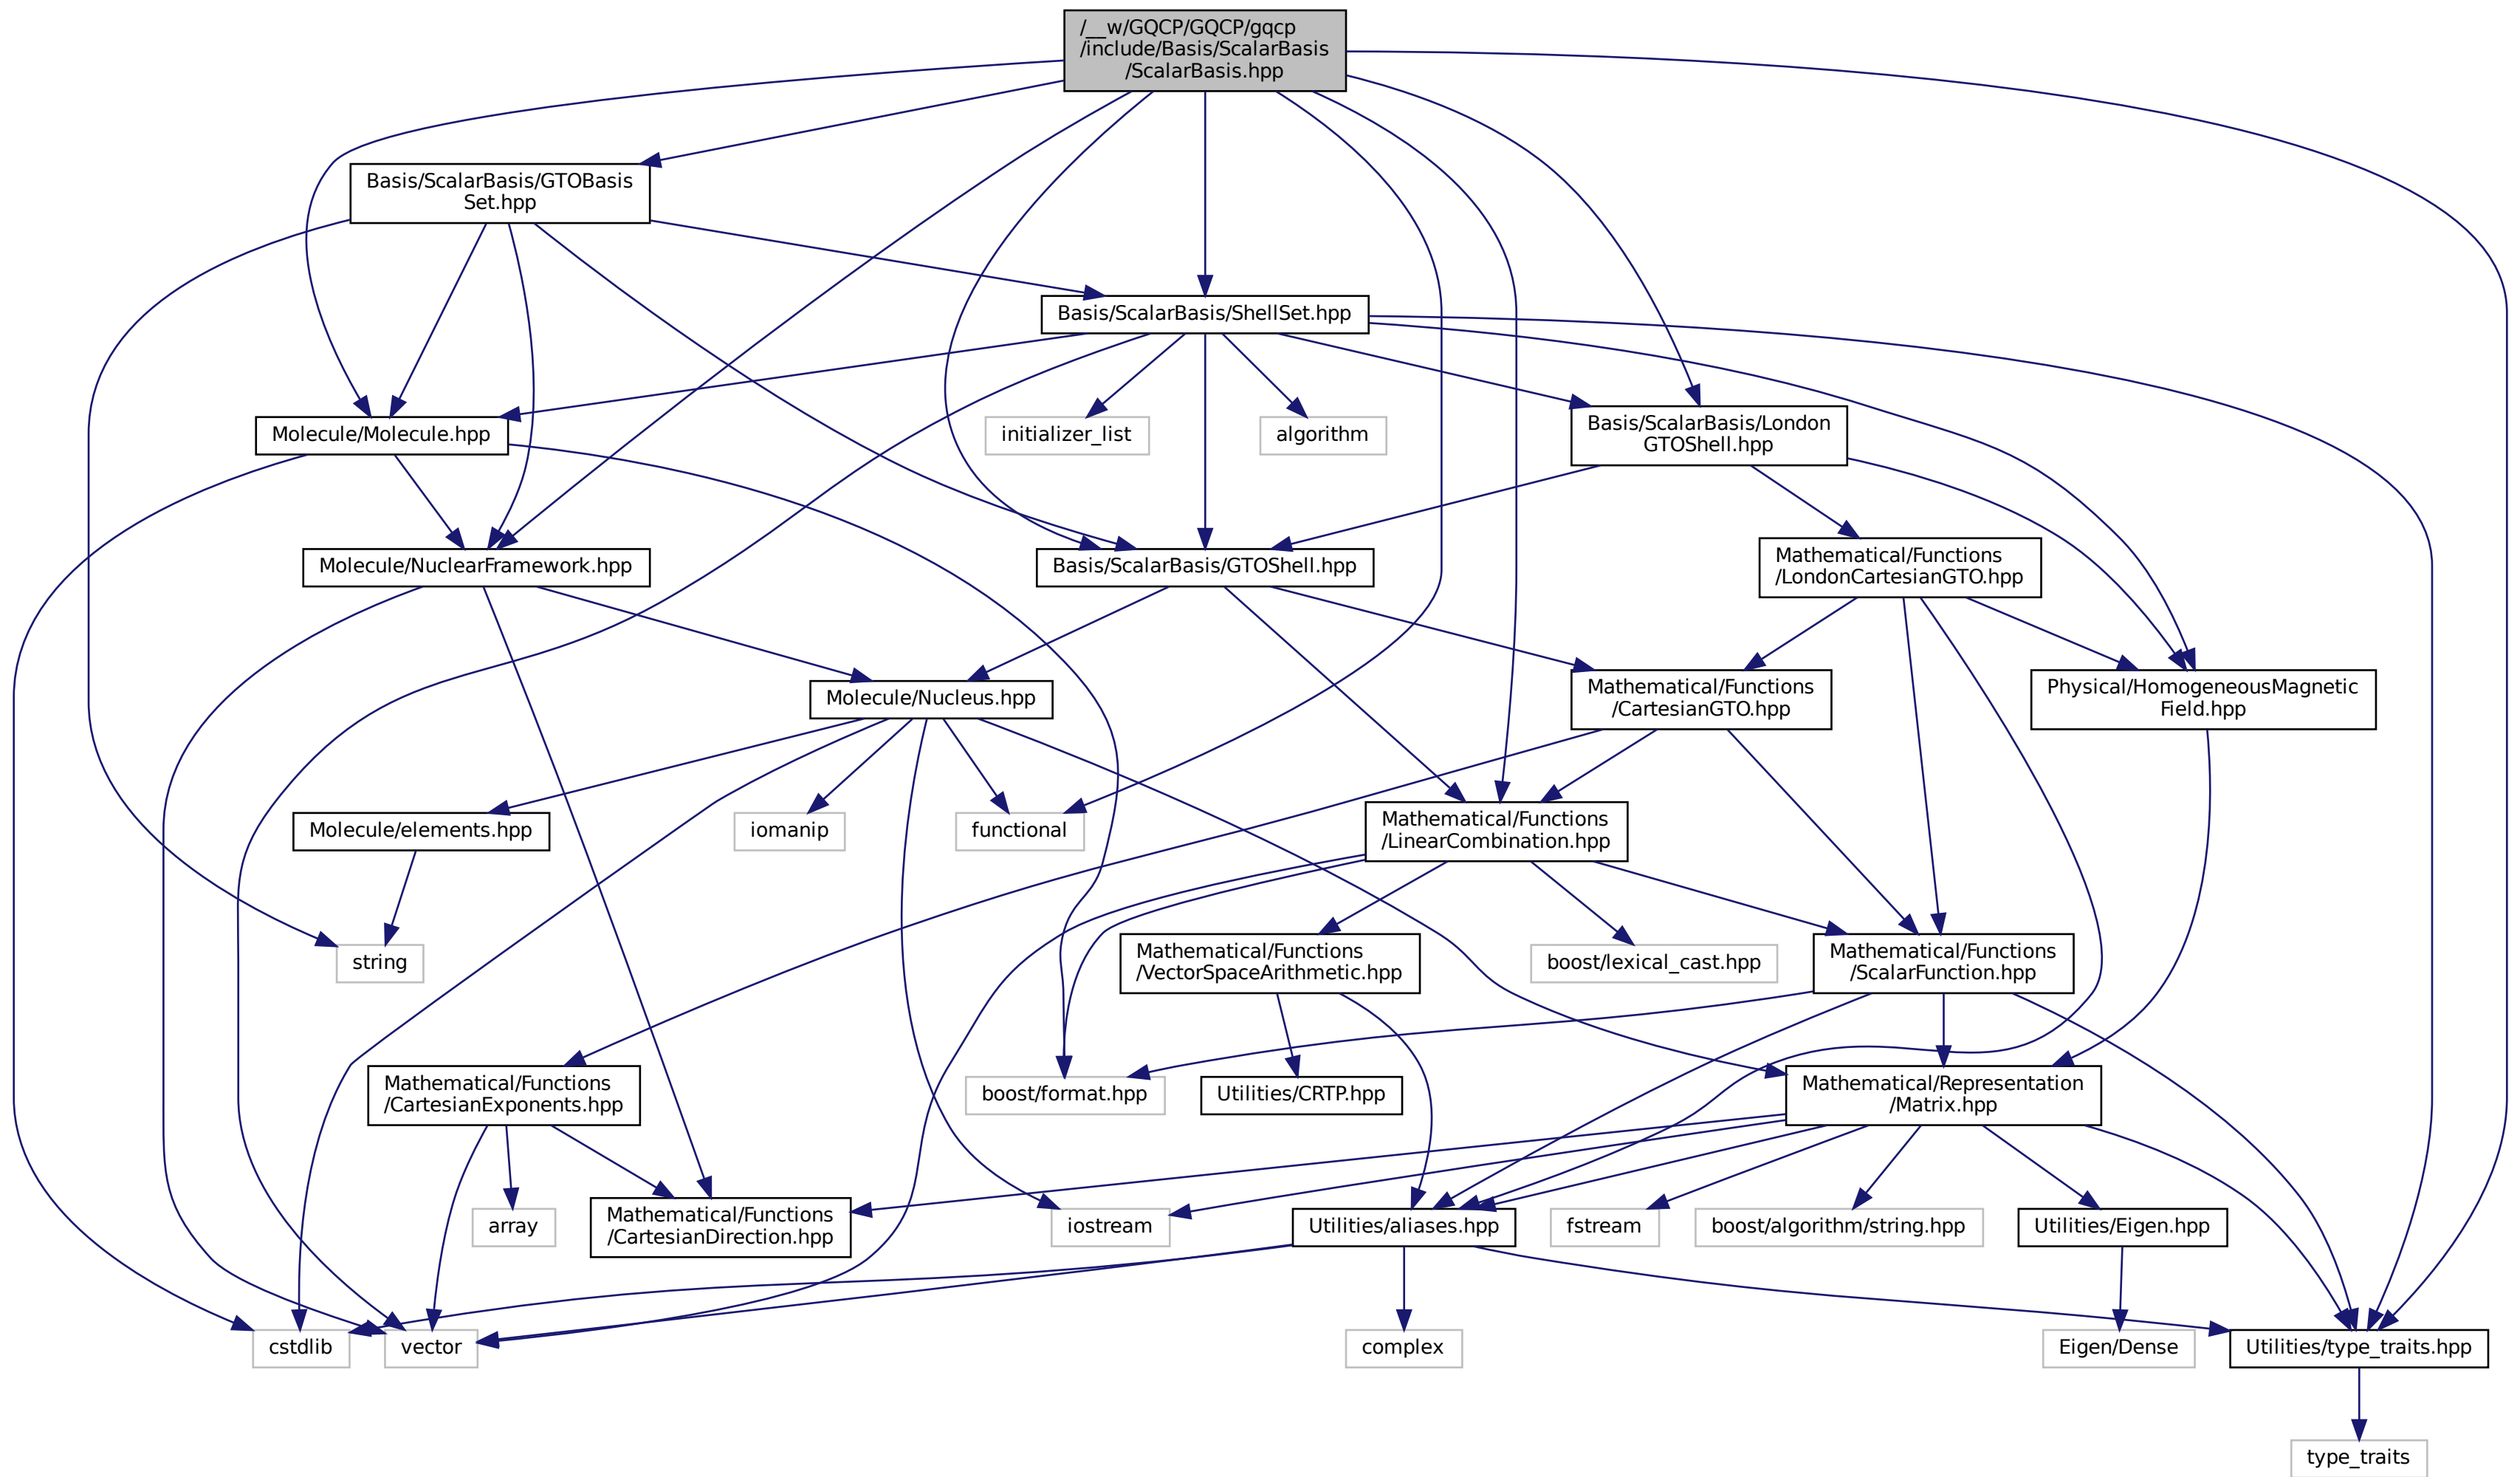 /__w/GQCP/GQCP/gqcp
/include/Basis/ScalarBasis
/ScalarBasis.hpp
Basis/ScalarBasis/GTOBasis
Set.hpp
Basis/ScalarBasis/ShellSet.hpp
Molecule/Molecule.hpp
initializer_list
algorithm
Basis/ScalarBasis/London
GTOShell.hpp
Molecule/NuclearFramework.hpp
Basis/ScalarBasis/GTOShell.hpp
Mathematical/Functions
/LondonCartesianGTO.hpp
Molecule/Nucleus.hpp
Mathematical/Functions
/CartesianGTO.hpp
Physical/HomogeneousMagnetic
Field.hpp
Molecule/elements.hpp
iomanip
functional
Mathematical/Functions
/LinearCombination.hpp
string
Mathematical/Functions
/VectorSpaceArithmetic.hpp
boost/lexical_cast.hpp
Mathematical/Functions
/ScalarFunction.hpp
Mathematical/Functions
/CartesianExponents.hpp
boost/format.hpp
Utilities/CRTP.hpp
Mathematical/Representation
/Matrix.hpp
array
Mathematical/Functions
/CartesianDirection.hpp
iostream
Utilities/aliases.hpp
fstream
boost/algorithm/string.hpp
Utilities/Eigen.hpp
cstdlib
vector
complex
Eigen/Dense
Utilities/type_traits.hpp
type_traits